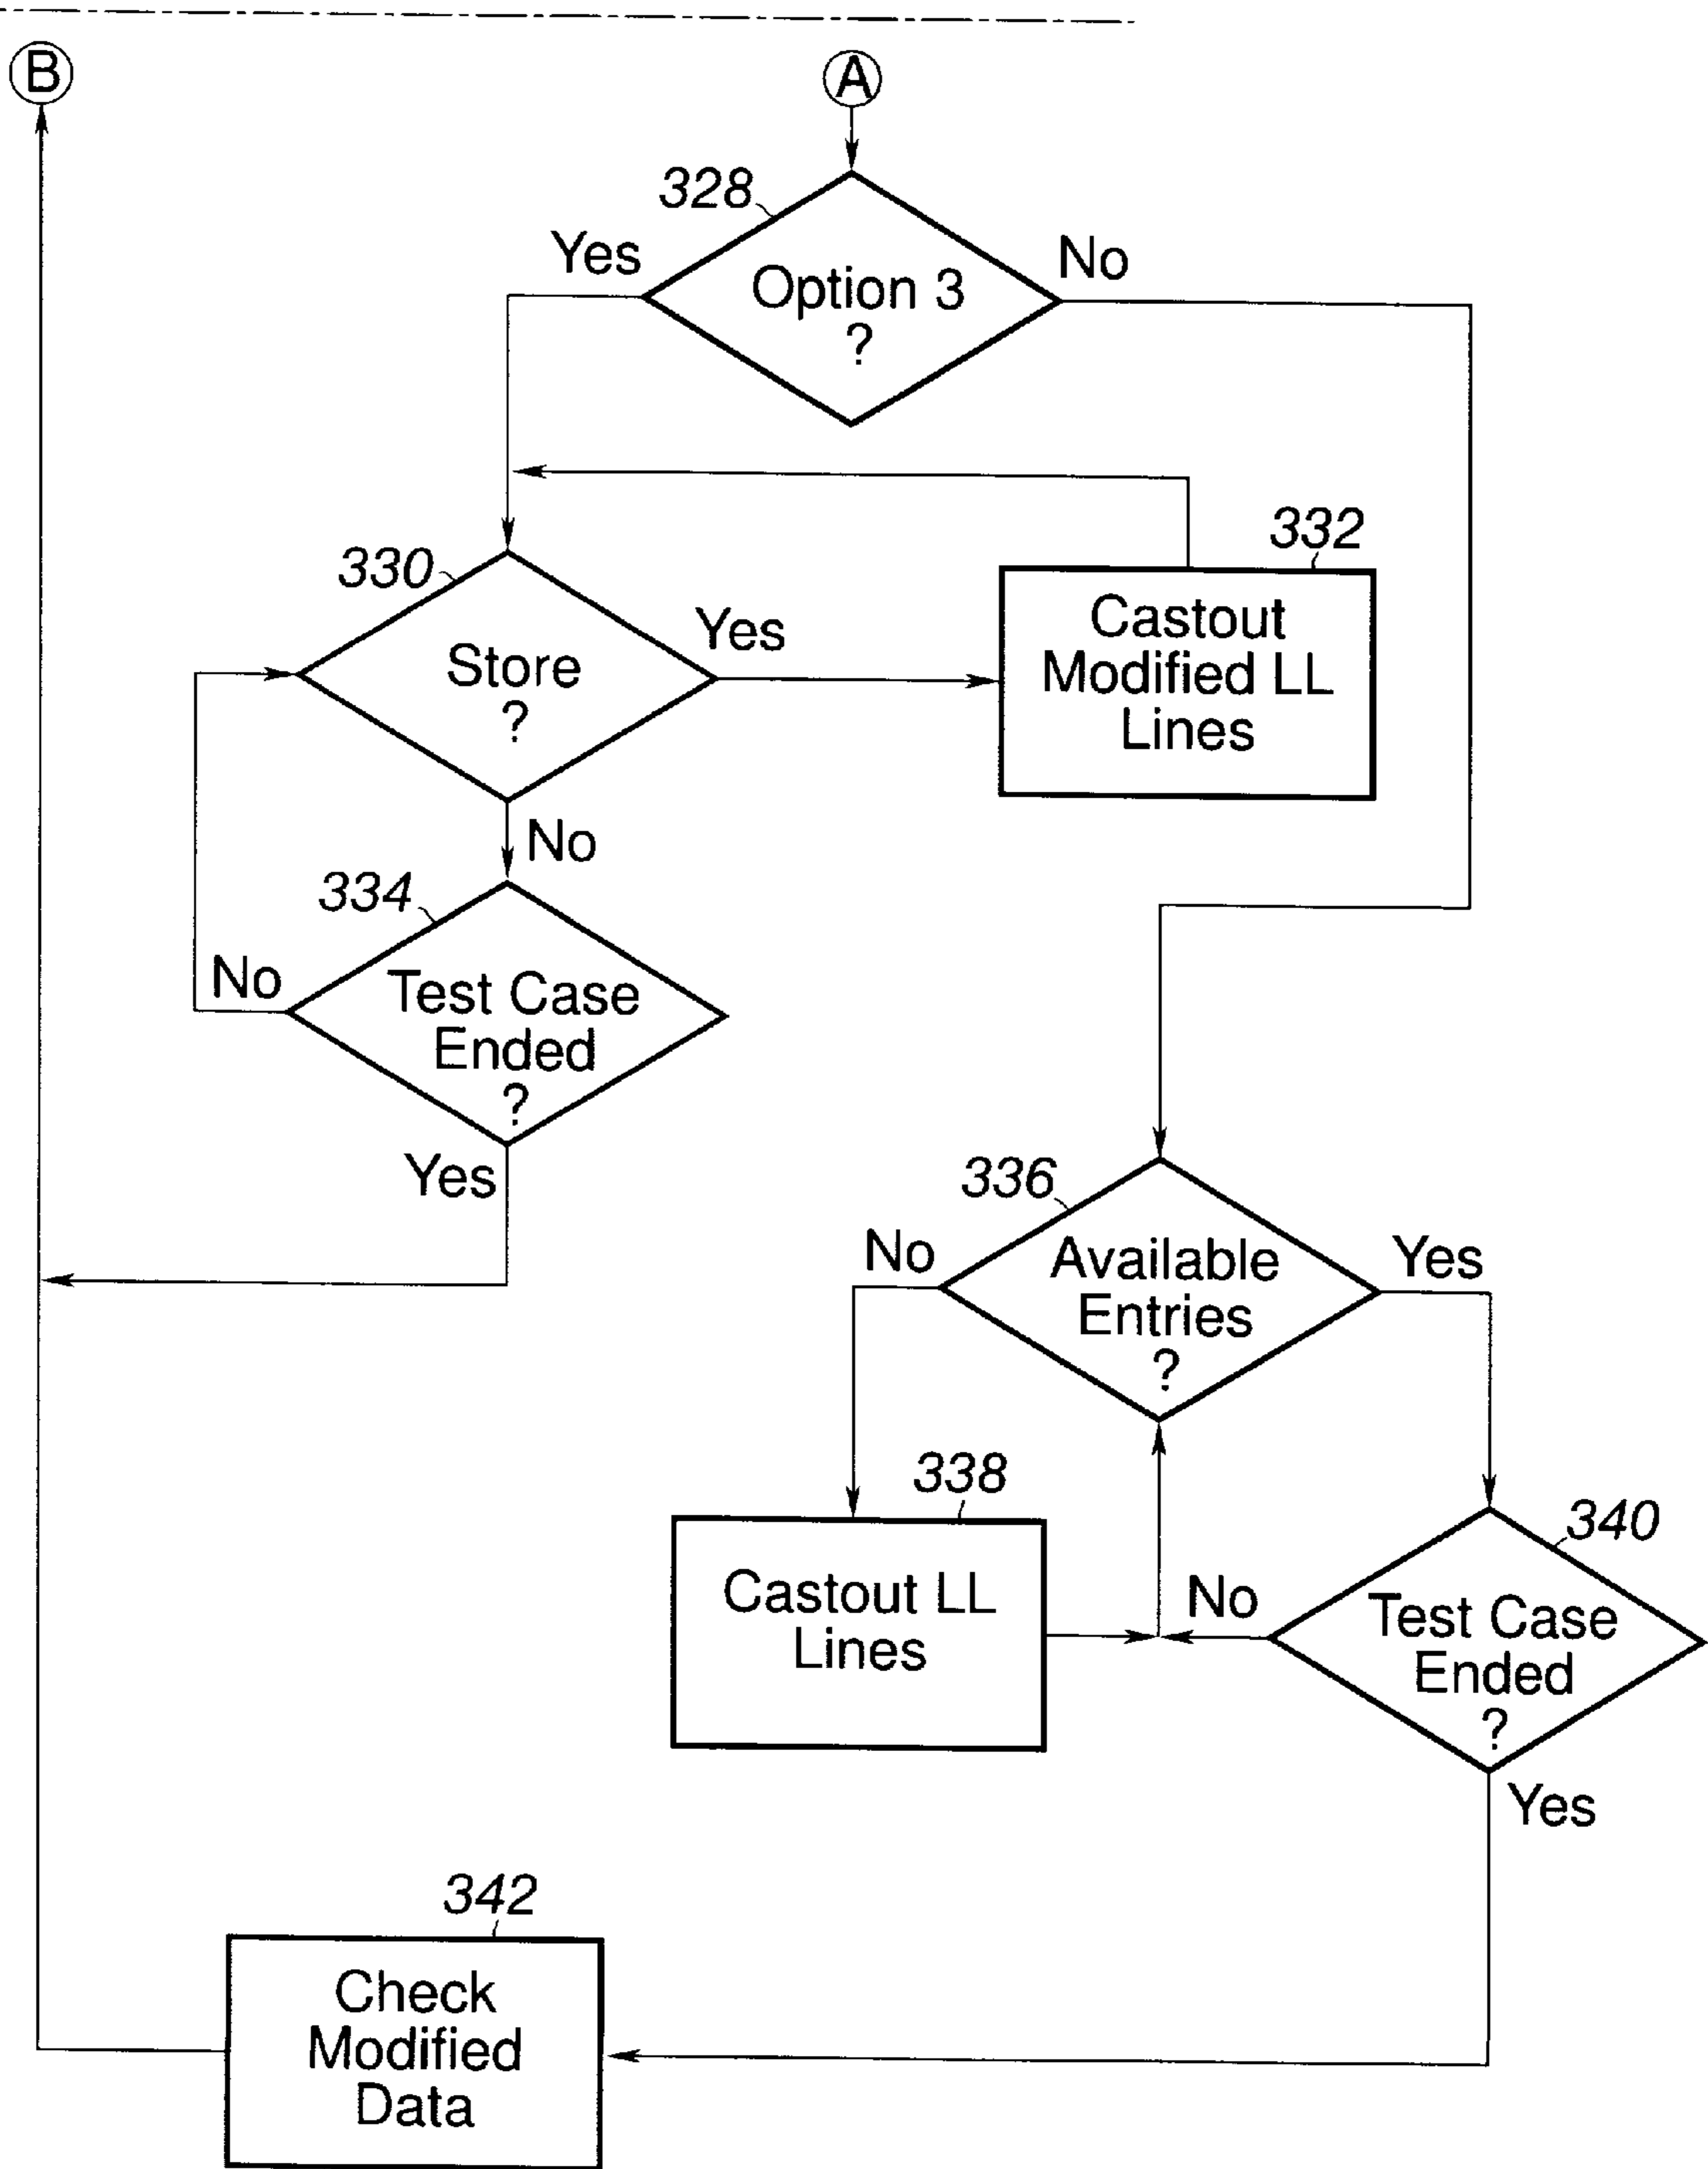 B
A
328
Yes
No
Option 3
?
332
330
Castout
Modified LL
Lines
Yes
Store
?
No
334
No
Test Case
Ended
?
Yes
336
No
Available
Entries
?
Yes
338
340
Castout LL
Lines
No
Test Case
Ended
?
Yes
342
Check
Modified
Data